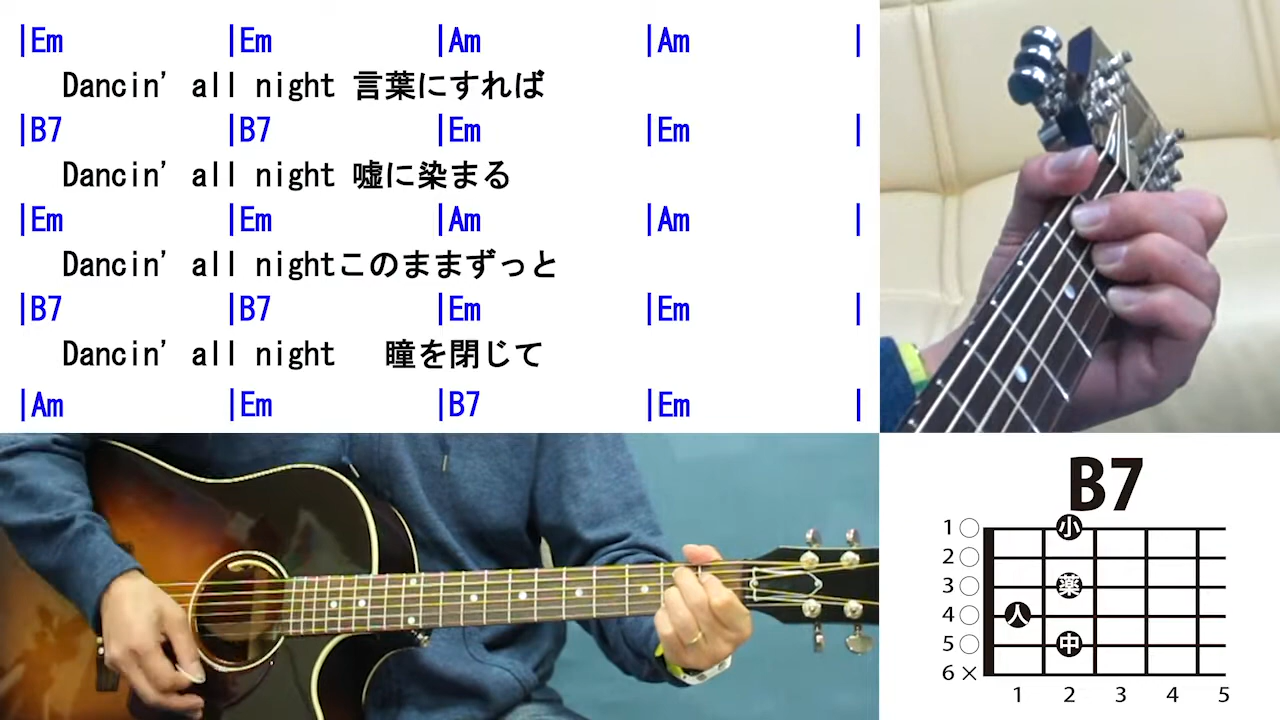 |Em |Em |Am |Am |
Dancin' all night 言葉にすれば
|B7 |B7 |Em |Em |
Dancin' all night 嘘に染まる
|Em |Em |Am |Am |
Dancin' all nightこのままずっと
|B7 |B7 |Em |Em |
Dancin' all night 瞳を閉じて
|Am |Em |B7 |Em |
B7
1 ○ 小
2 ○
3 ○ 薬
4 ○ 人
5 ○ 中
6 ×
1 2 3 4 5